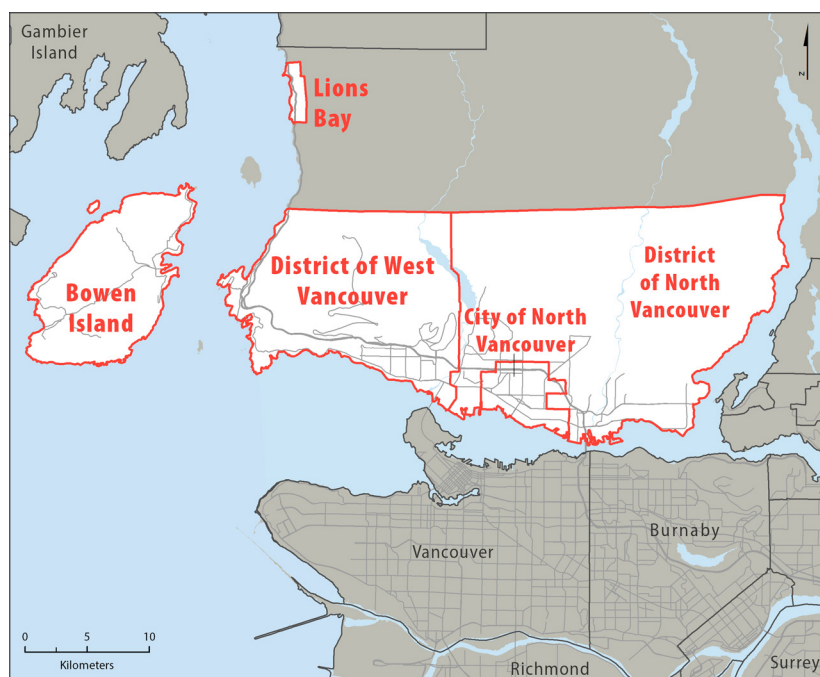 Gambier
Island
N
Lions
Bay
District of West
Vancouver
District
of North
Vancouver
Bowen
Island
City of North
Vancouver
Vancouver
Burnaby
0 5 10
Kilometers
Richmond
Surrey